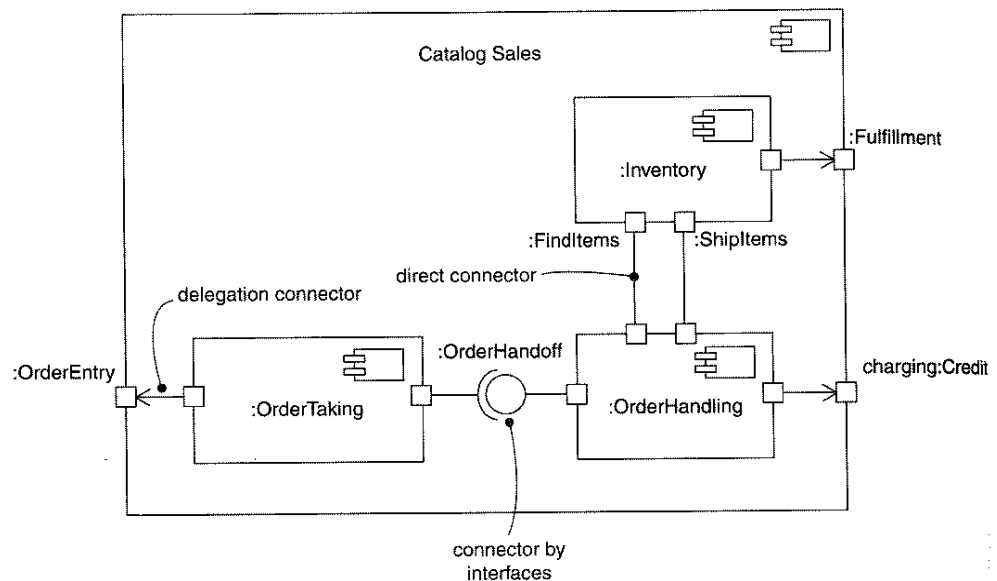 Catalog Sales
:Fulfillment
:Inventory
:FindItems
:ShipItems
direct connector
delegation connector
:OrderHandoff
:OrderEntry
charging:Credit
:OrderTaking
:OrderHandling
connector by
interfaces